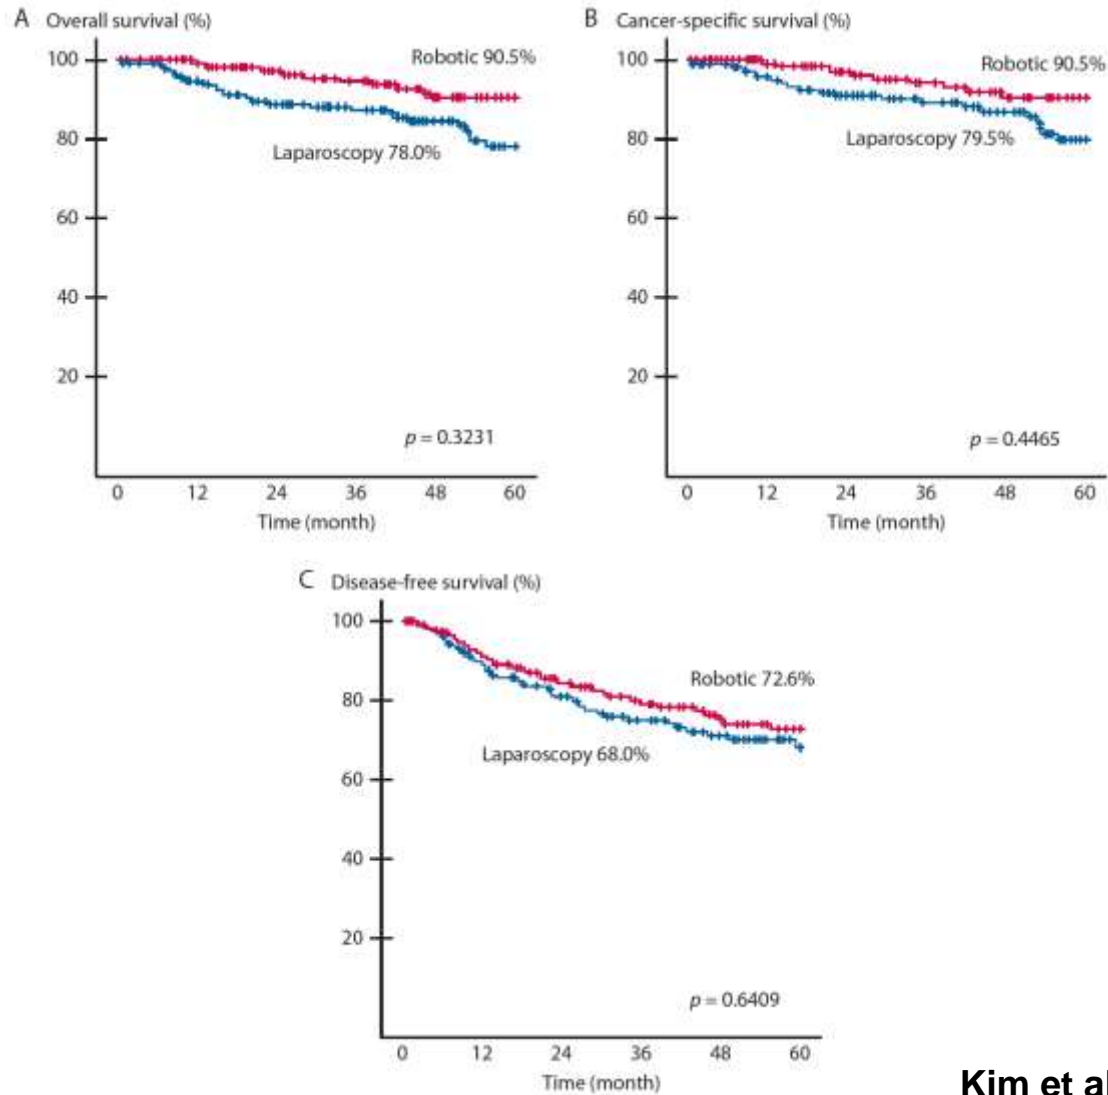 A Overall survival (%)
100
80
60
40
20
Robotic 90.5%
Laparoscopy 78.0%
p = 0.3231
0 12 24 36 48 60
Time (month)
B Cancer-specific survival (%)
100
80
60
40
20
Robotic 90.5%
Laparoscopy 79.5%
p = 0.4465
0 12 24 36 48 60
Time (month)
C Disease-free survival (%)
100
80
60
40
20
Robotic 72.6%
Laparoscopy 68.0%
p = 0.6409
0 12 24 36 48 60
Time (month)
Kim et al